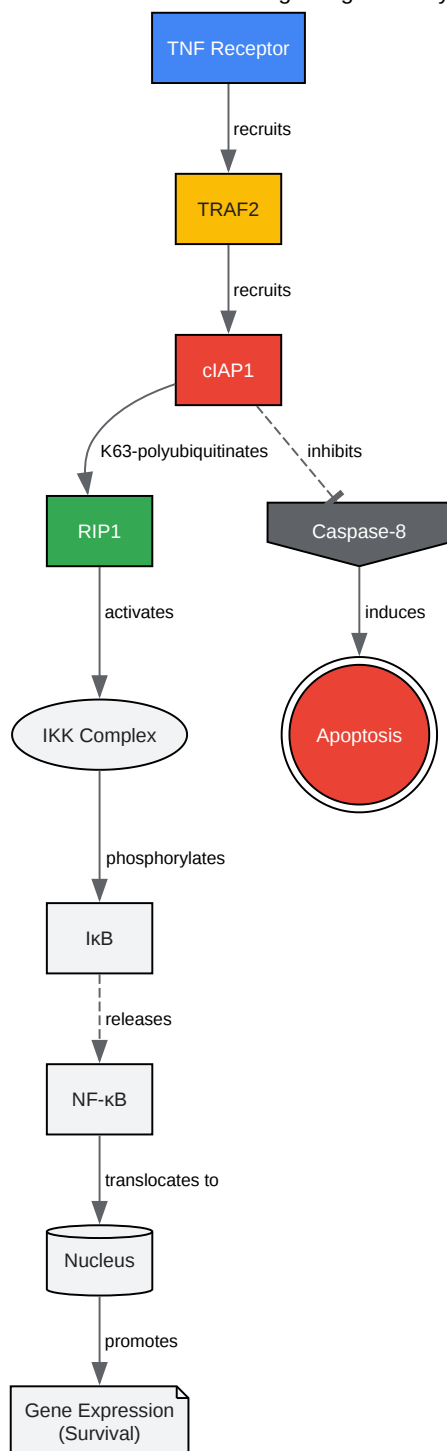 TNF Receptor
recruits
TRAF2
recruits
cIAP1
K63-polyubiquitinates
inhibits
RIP1
Caspase-8
activates
induces
IKK Complex
Apoptosis
phosphorylates
IκB
releases
NF-κB
translocates to
Nucleus
promotes
Gene Expression
(Survival)